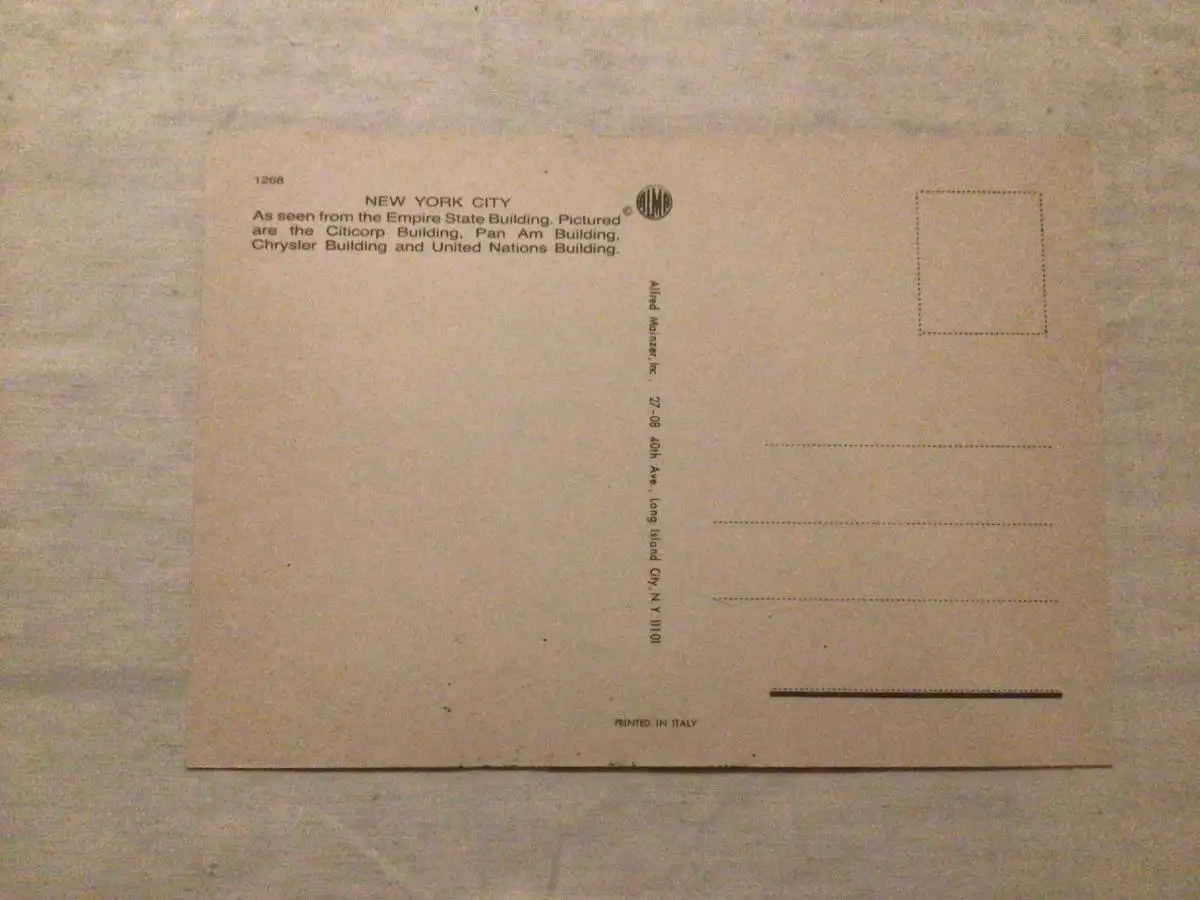 1268
NEW YORK CITY
As seen from the Empire State Building. Pictured
are the Citicorp Building, Pan Am Building,
Chrysler Building and United Nations Building.
©
Alfred Mainzer, Inc., 27-08 40th Ave., Long Island City, N.Y 11101
PRINTED IN ITALY